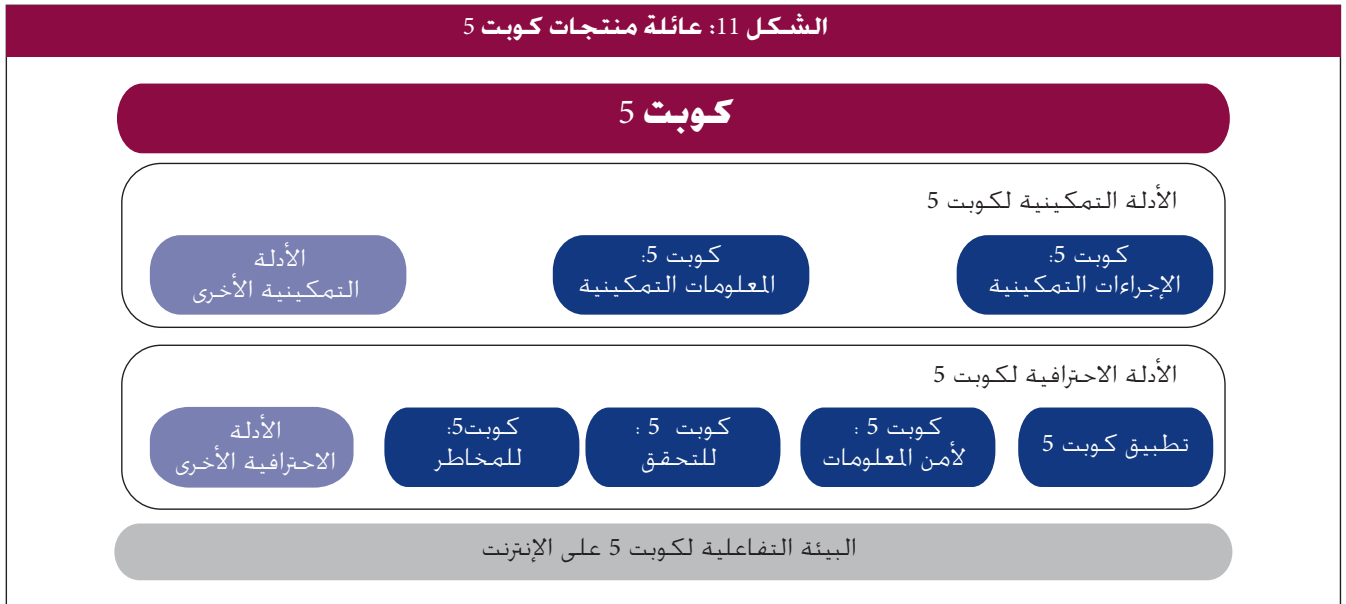 الشكل 11: عائلة منتجات كوبت 5
كوبت 5
الأدلة التمكينية لكوبت 5
كوبت 5:
الإجراءات التمكينية
كوبت 5:
المعلومات التمكينية
الأدلة
التمكينية الأخرى
الأدلة الاحترافية لكوبت 5
تطبيق كوبت 5
كوبت 5 :
لأمن المعلومات
كوبت 5 :
للتحقق
كوبت5:
للمخاطر
الأدلة
الاحترافية الأخرى
البيئة التفاعلية لكوبت 5 على الإنترنت